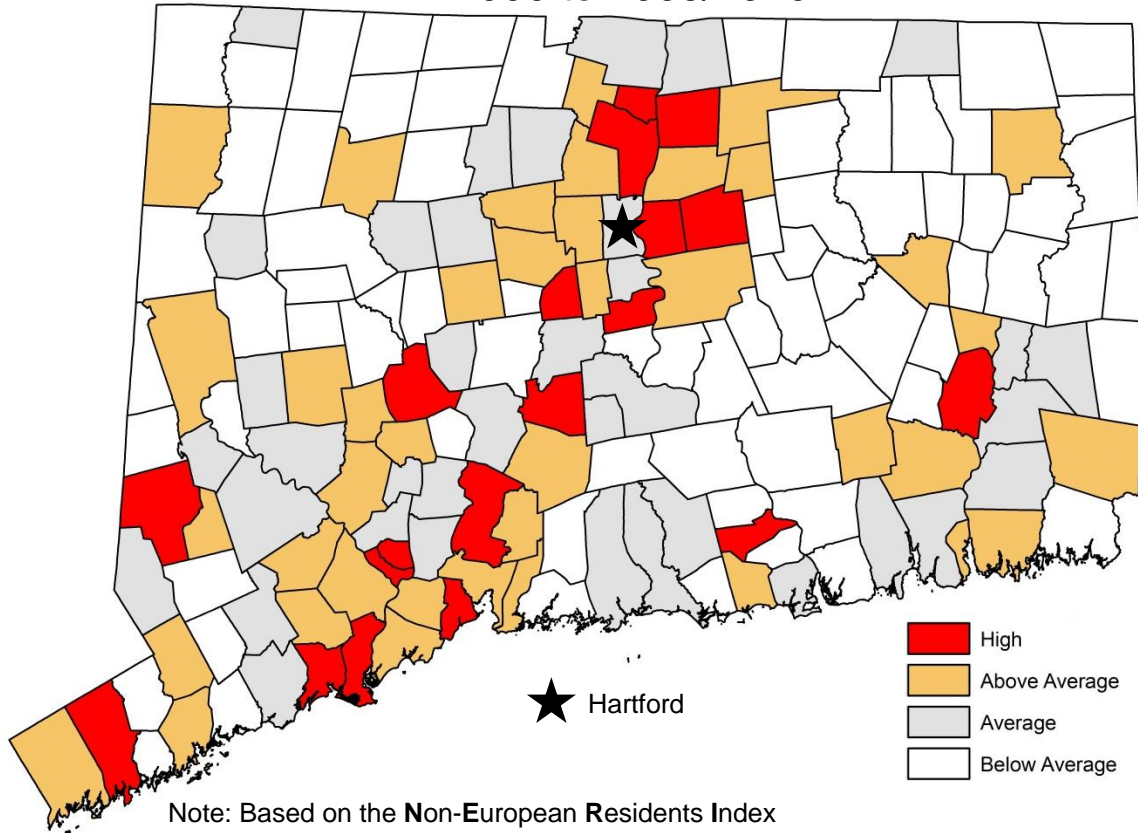 Hartford
High
Above Average
Average
Below Average
Note: Based on the Non-European Residents Index